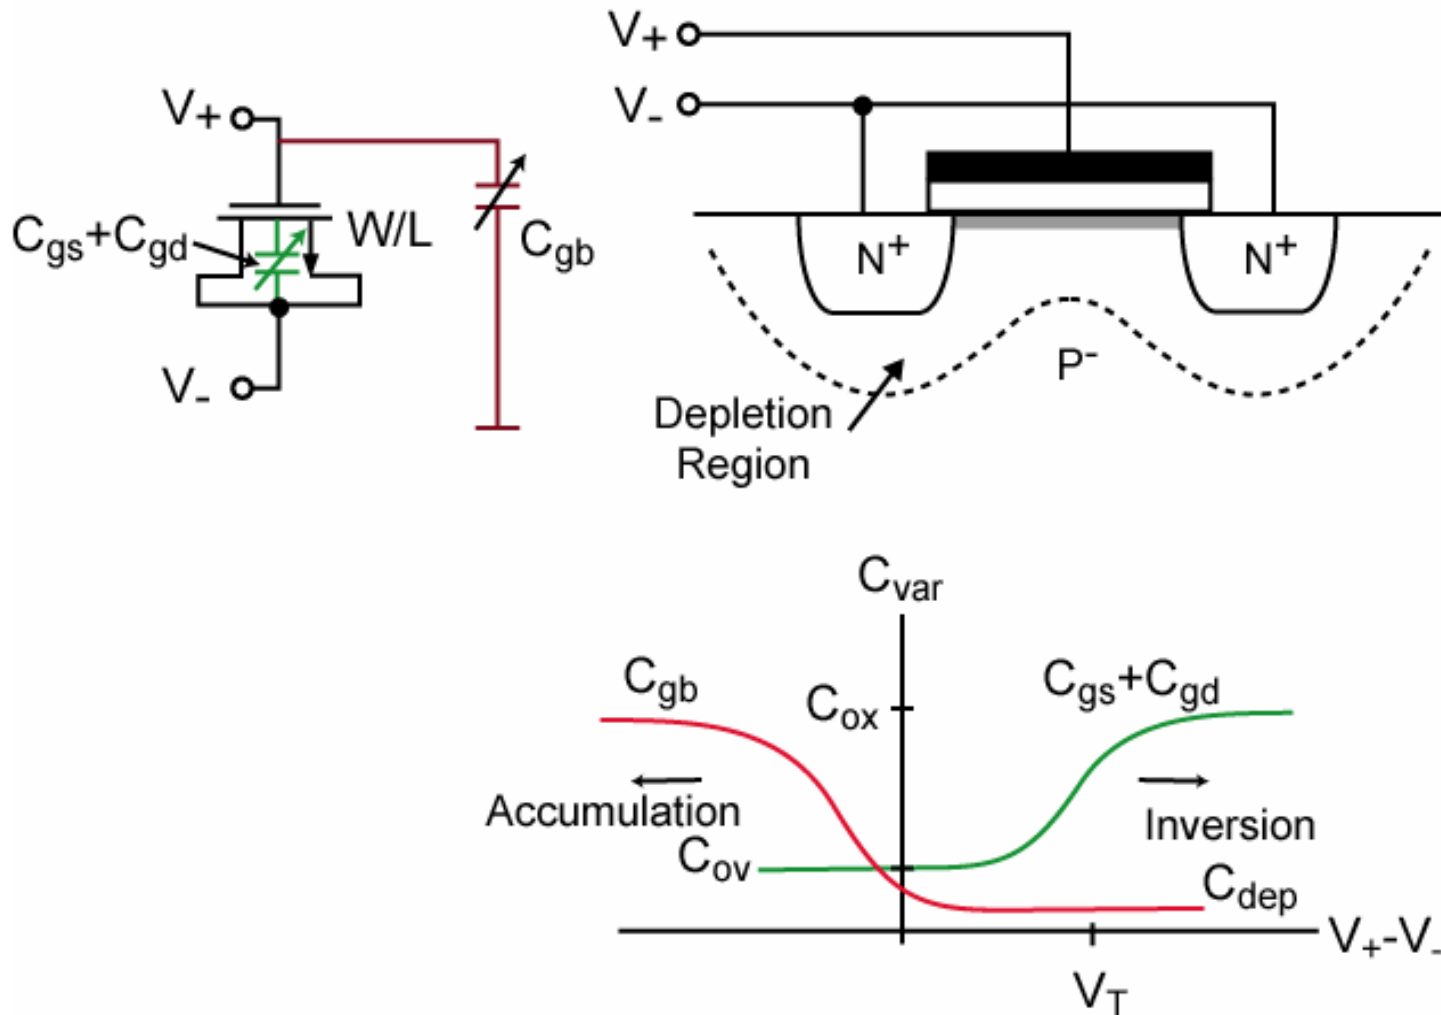 V+
V-
V+
Cgs+Cgd
W/L
Cgb
V-
N+
N+
P-
Depletion
Region
Cvar
Cgb
Cox
Cgs+Cgd
Accumulation
Inversion
Cov
Cdep
V+-V-
VT